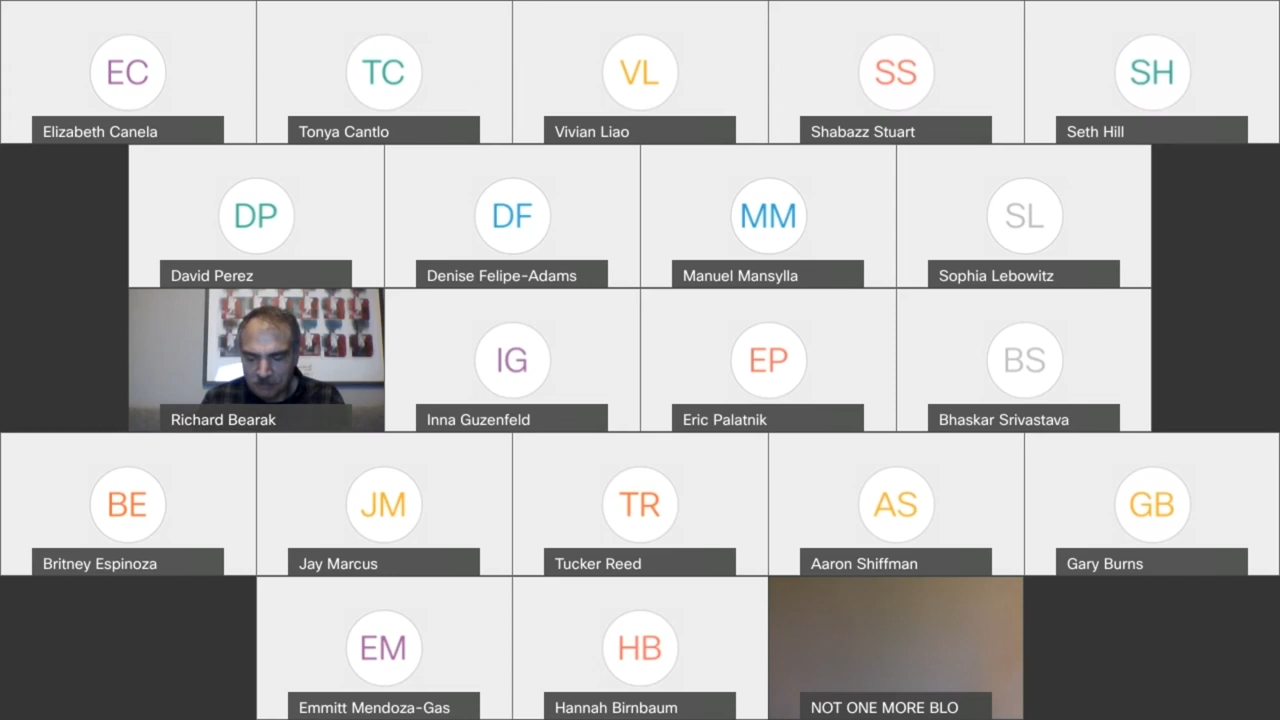 EC
Elizabeth Canela
TC
Tonya Cantlo
VL
Vivian Liao
SS
Shabazz Stuart
SH
Seth Hill
DP
David Perez
DF
Denise Felipe-Adams
MM
Manuel Mansylla
SL
Sophia Lebowitz
Richard Bearak
IG
Inna Guzenfeld
EP
Eric Palatnik
BS
Bhaskar Srivastava
BE
Britney Espinoza
JM
Jay Marcus
TR
Tucker Reed
AS
Aaron Shiffman
GB
Gary Burns
EM
Emmitt Mendoza-Gas
HB
Hannah Birnbaum
NOT ONE MORE BLO